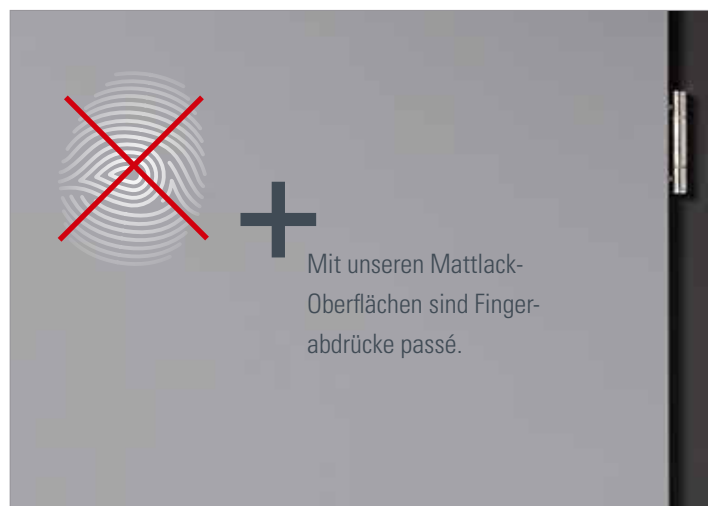 Mit unseren Mattlack-
Oberflächen sind Finger-
abdrücke passé.